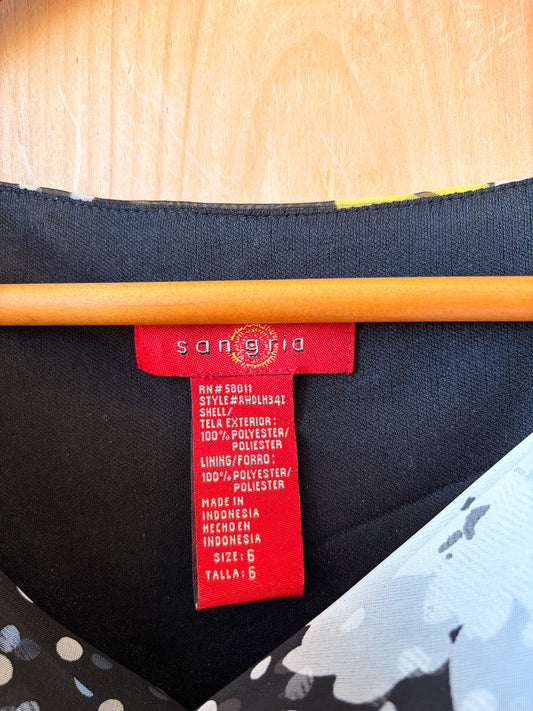 sangria
RN# 58011
STYLE#AWDLH34I
SHELL/
TELA EXTERIOR:
100% POLYESTER/
POLIESTER
LINING/FORRO:
100% POLYESTER/
POLIESTER
MADE IN
INDONESIA
HECHO EN
INDONESIA
SIZE: 6
TALLA: 6